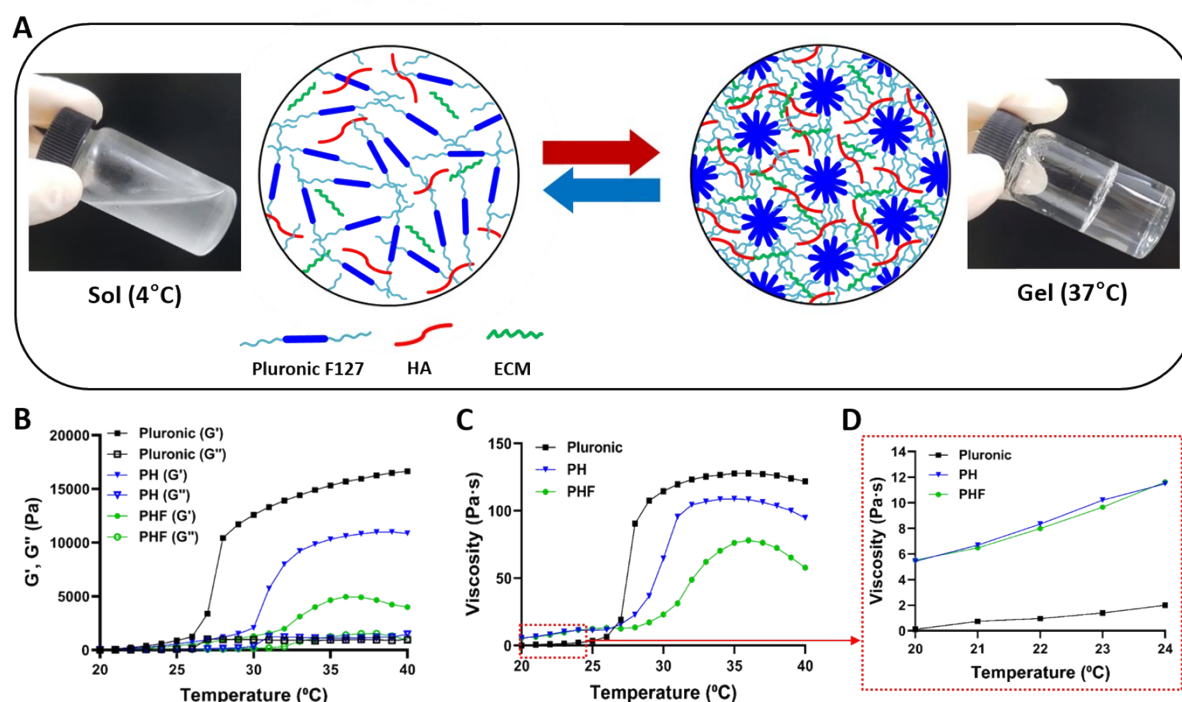 A
Sol (4°C)
Gel (37°C)
Pluronic F127
HA
ECM
B
G', G'' (Pa)
20000
15000
10000
5000
0
Pluronic (G')
Pluronic (G'')
PH (G')
PH (G'')
PHF (G')
PHF (G'')
20 25 30 35 40
Temperature (ºC)
C
Viscosity (Pa·s)
150
100
50
0
Pluronic
PH
PHF
20 25 30 35 40
Temperature (ºC)
D
Viscosity (Pa·s)
14
12
10
8
6
4
2
0
Pluronic
PH
PHF
20 21 22 23 24
Temperature (ºC)